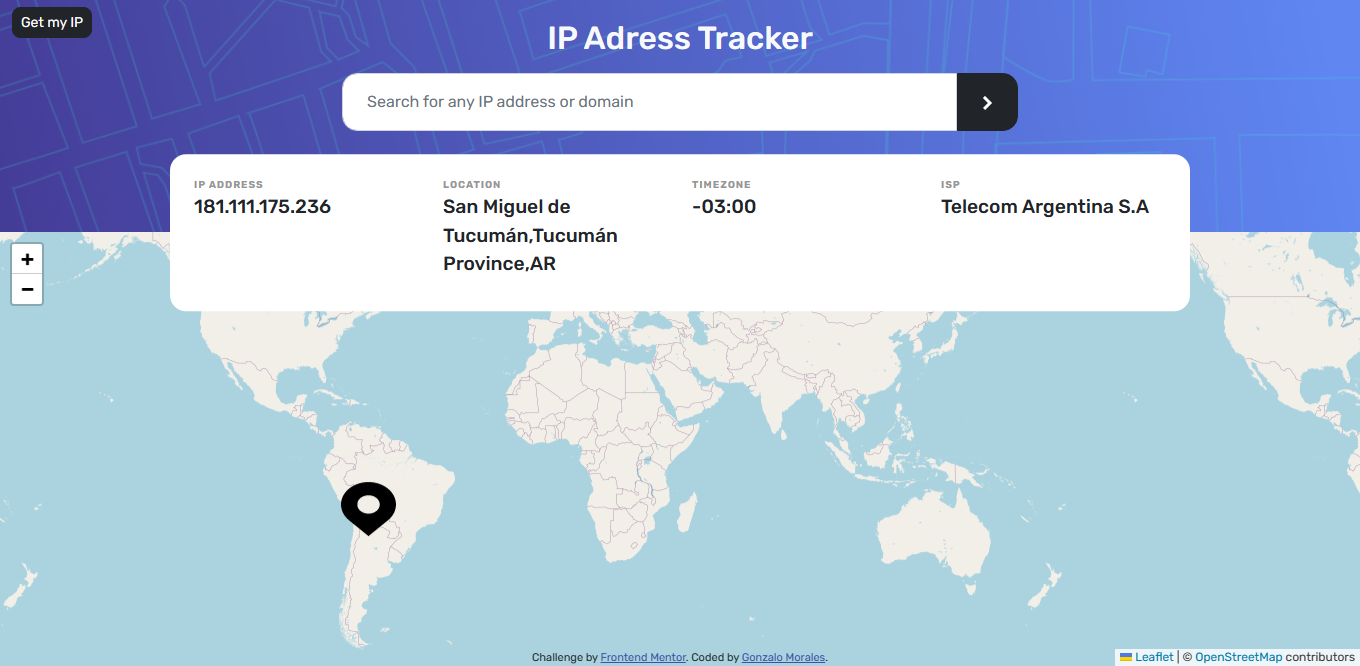 Get my IP
IP Adress Tracker
Search for any IP address or domain
IP ADDRESS
181.111.175.236
LOCATION
San Miguel de
Tucumán,Tucumán
Province,AR
TIMEZONE
-03:00
ISP
Telecom Argentina S.A
+
−
Challenge by Frontend Mentor. Coded by Gonzalo Morales.
Leaflet | © OpenStreetMap contributors